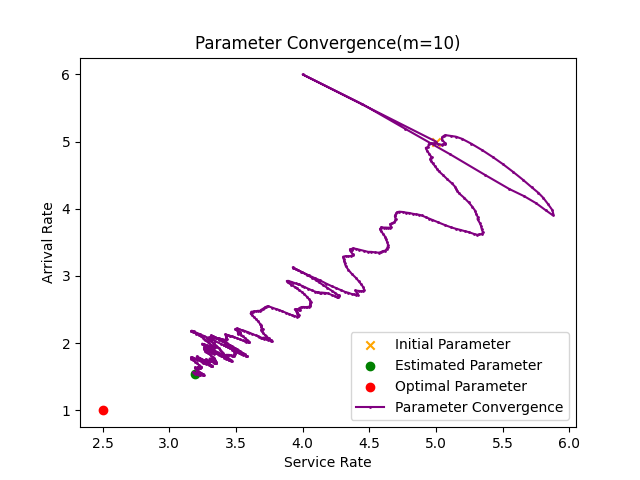 Parameter Convergence(m=10)
6
5
4
3
2
1
Arrival Rate
Initial Parameter
Estimated Parameter
Optimal Parameter
Parameter Convergence
2.5 3.0 3.5 4.0 4.5 5.0 5.5 6.0
Service Rate